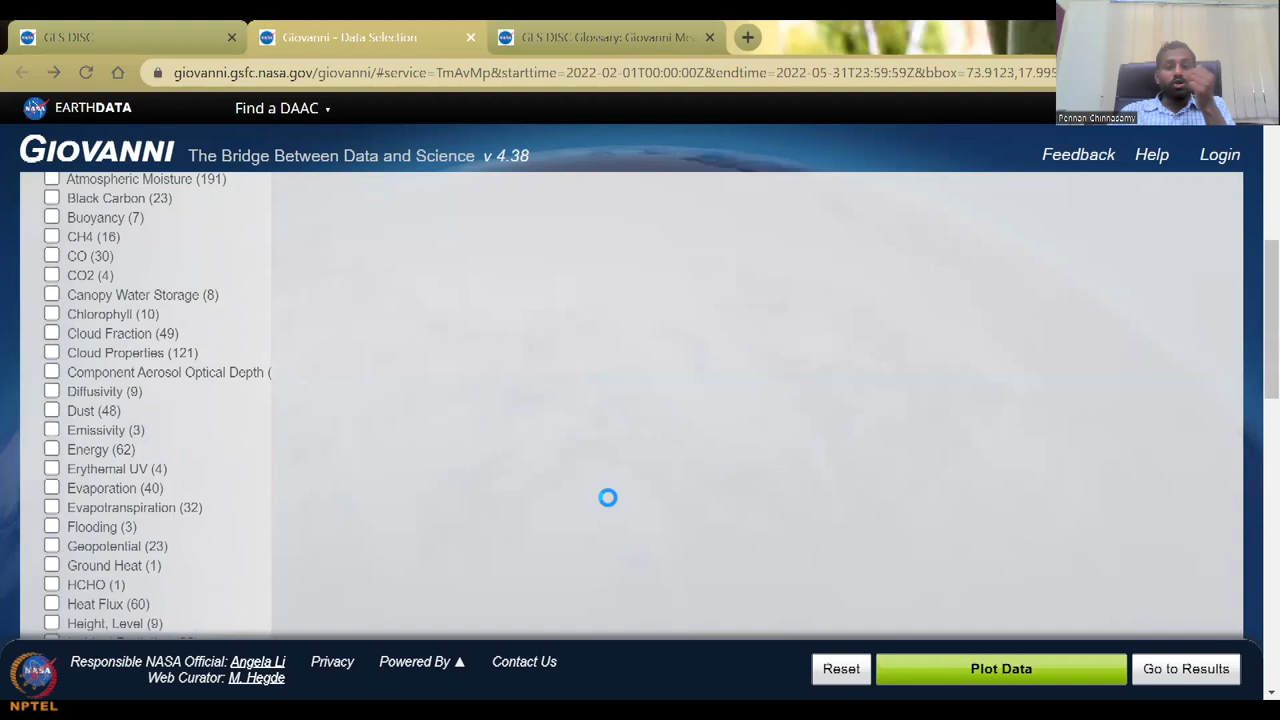 GES DISC
Giovanni - Data Selection
GES DISC Glossary: Giovanni Me
giovanni.gsfc.nasa.gov/giovanni/#service=TmAvMp&starttime=2022-02-01T00:00:00Z&endtime=2022-05-31T23:59:59Z&bbox=73.9123,17.995
Pennan Chinnasamy
EARTHDATA
Find a DAAC
GIOVANNI The Bridge Between Data and Science v 4.38
Feedback Help Login
Atmospheric Moisture (191)
Black Carbon (23)
Buoyancy (7)
CH4 (16)
CO (30)
CO2 (4)
Canopy Water Storage (8)
Chlorophyll (10)
Cloud Fraction (49)
Cloud Properties (121)
Component Aerosol Optical Depth (
Diffusivity (9)
Dust (48)
Emissivity (3)
Energy (62)
Erythemal UV (4)
Evaporation (40)
Evapotranspiration (32)
Flooding (3)
Geopotential (23)
Ground Heat (1)
HCHO (1)
Heat Flux (60)
Height, Level (9)
Responsible NASA Official: Angela Li
Web Curator: M. Hegde
Privacy
Powered By ▲
Contact Us
Reset
Plot Data
Go to Results
NPTEL